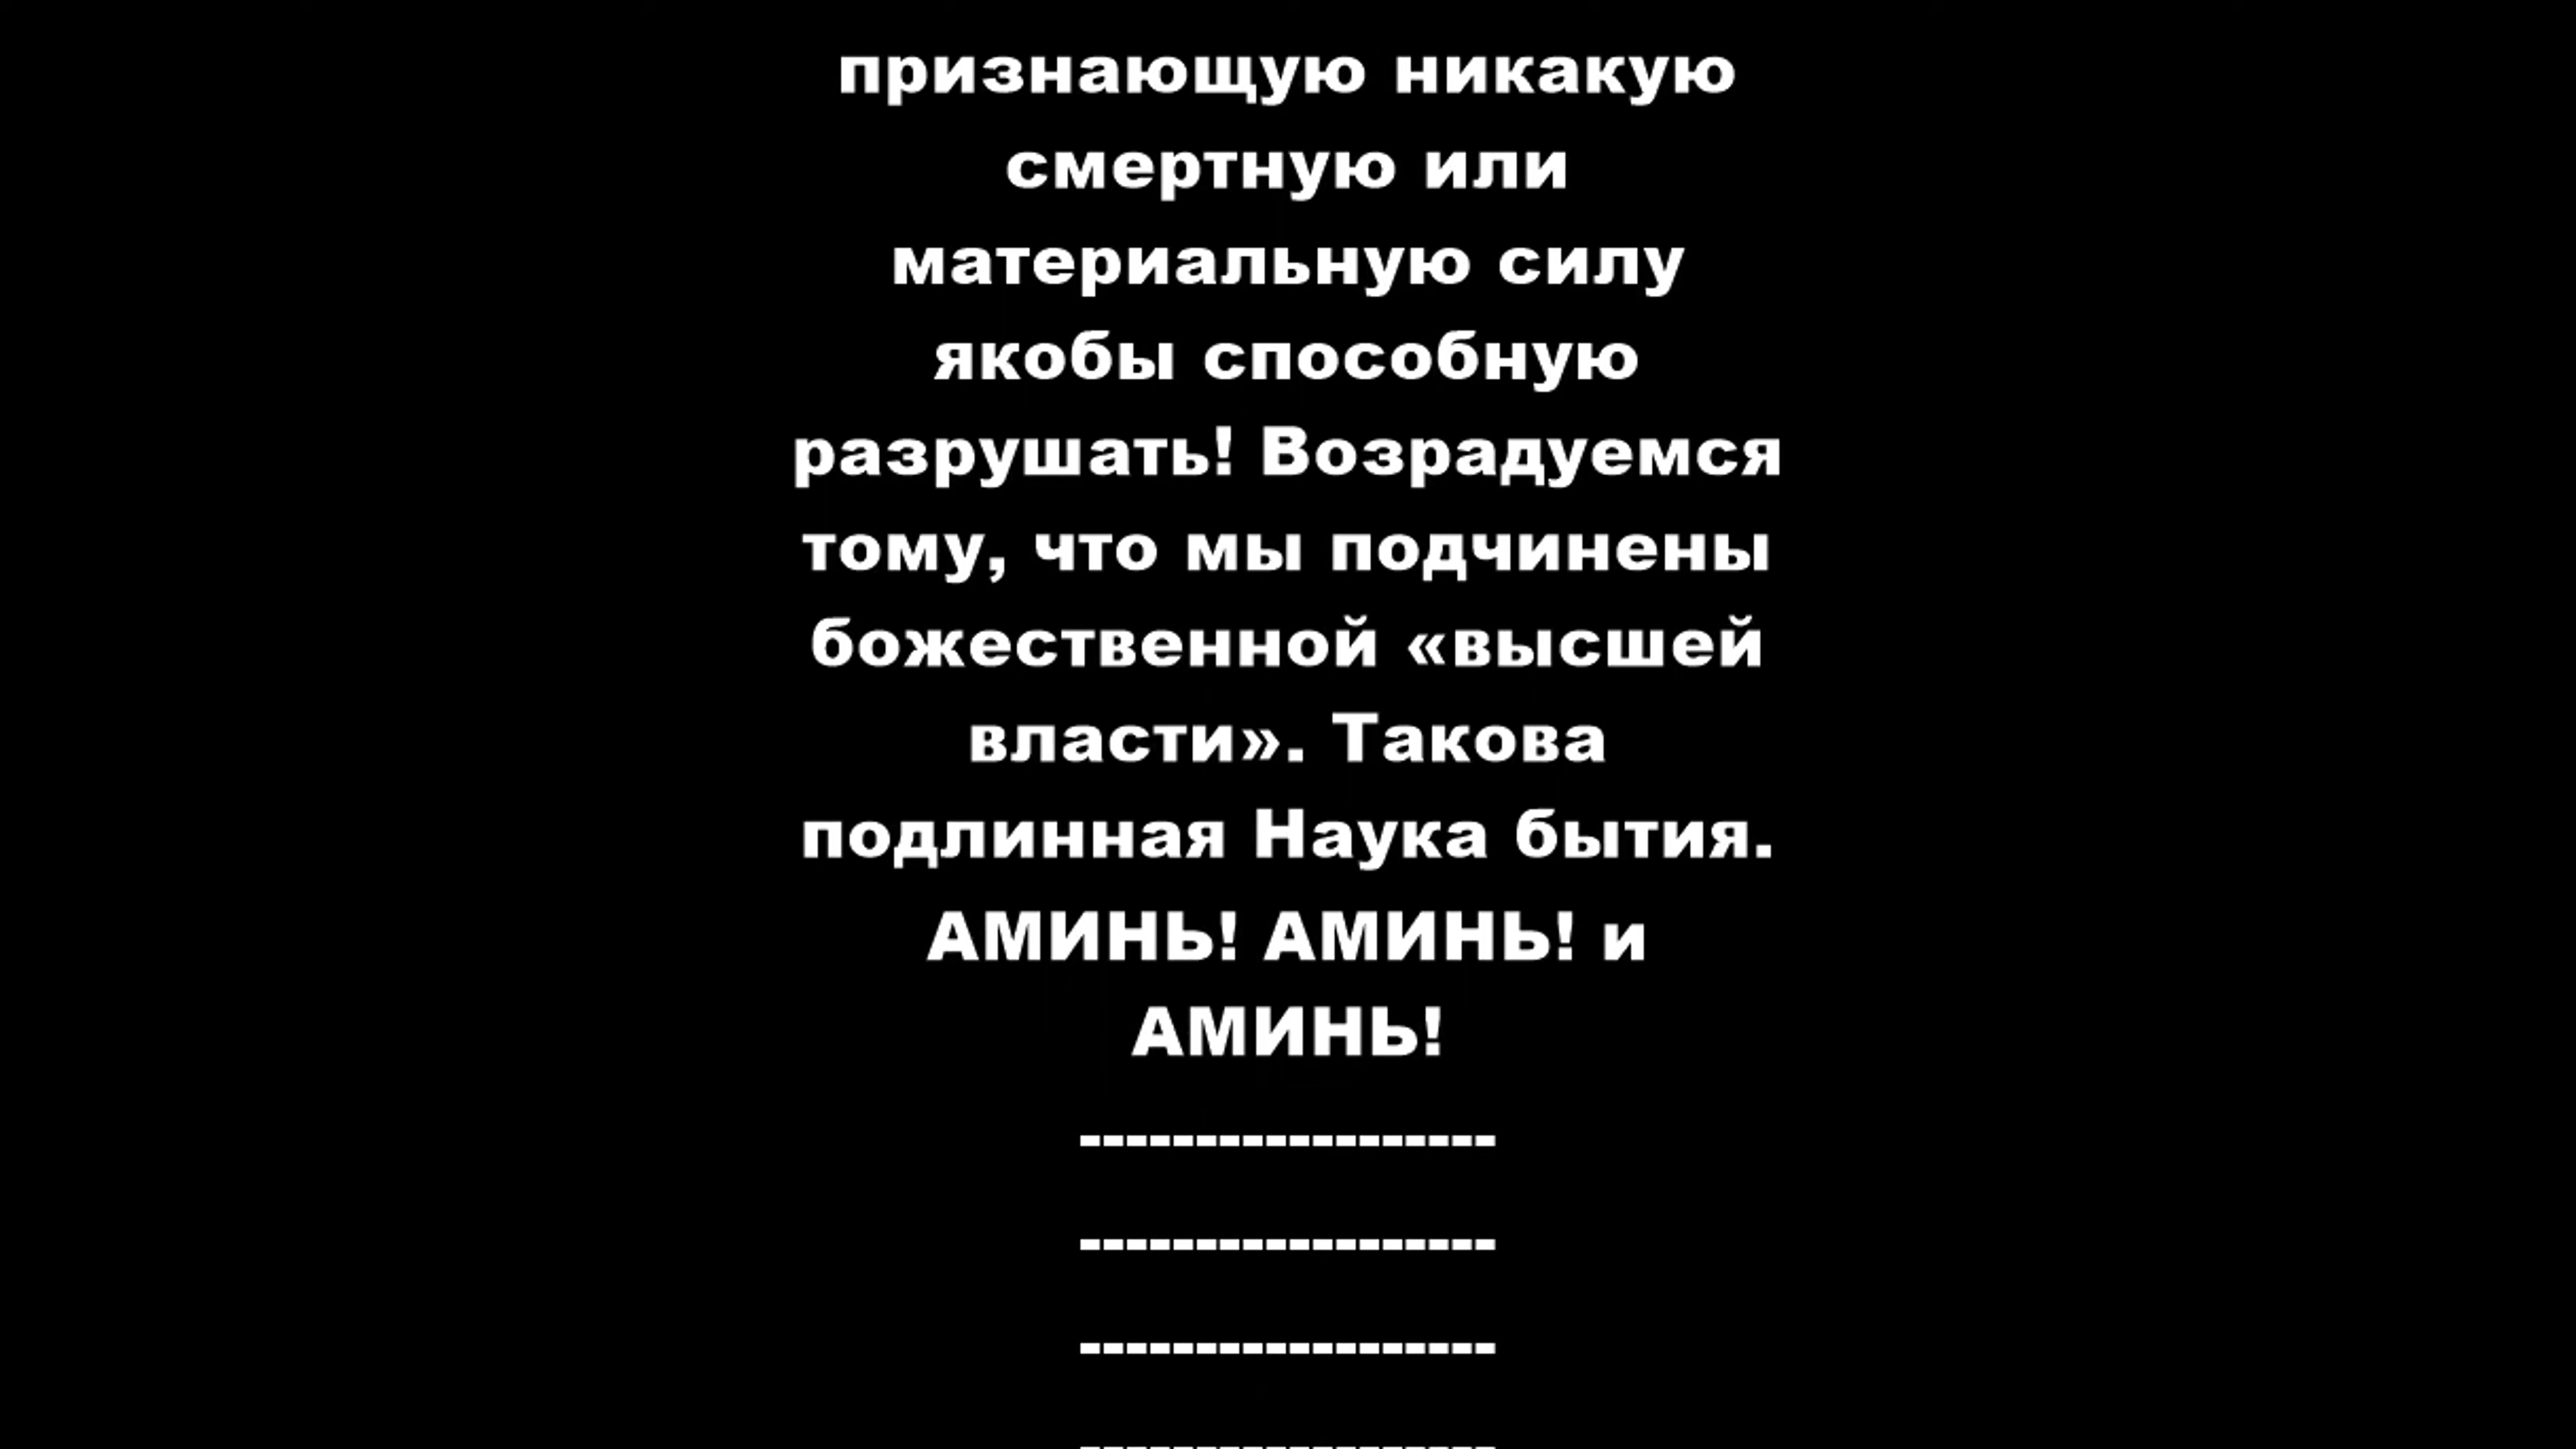 признающую никакую
смертную или
материальную силу
якобы способную
разрушать! Возрадуемся
тому, что мы подчинены
божественной «высшей
власти». Такова
подлинная Наука бытия.
АМИНЬ! АМИНЬ! и
АМИНЬ!
------------------
------------------
------------------
------------------